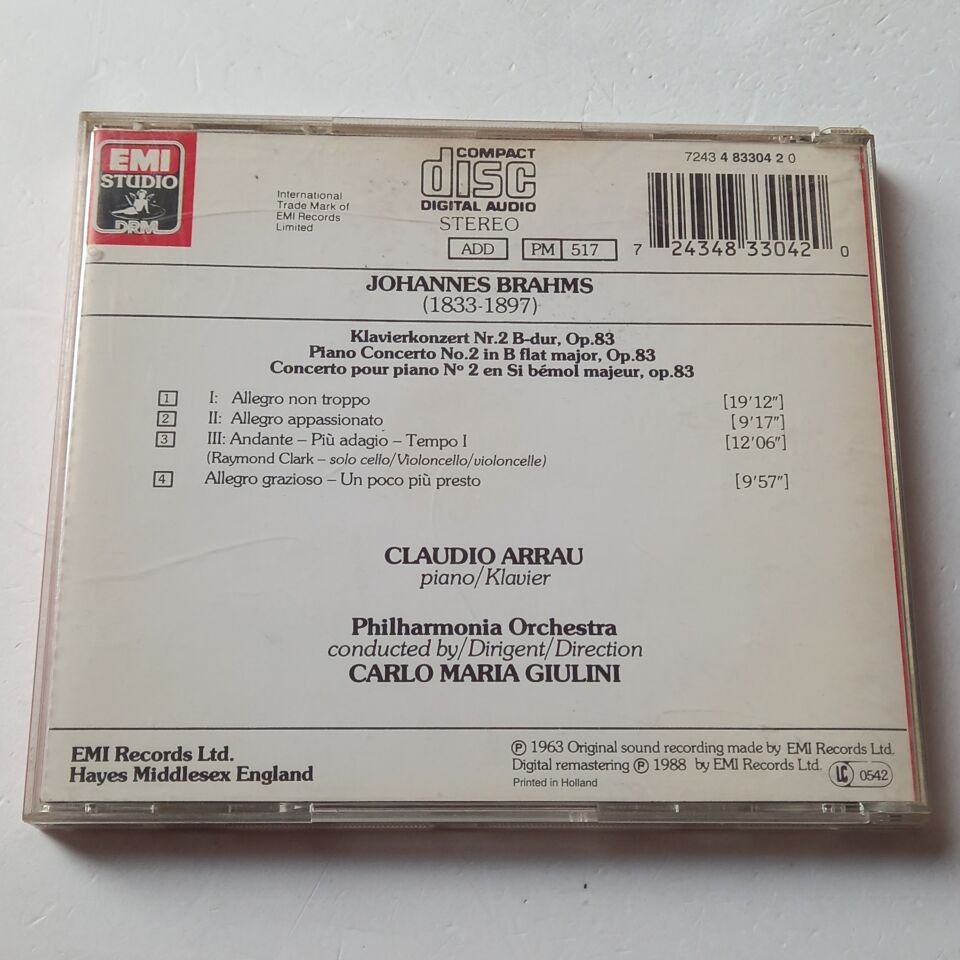 EMI
STUDIO
DRM
International
Trade Mark of
EMI Records
Limited
COMPACT
disc
DIGITAL AUDIO
STEREO
ADD PM 517
7243 4 83304 2 0
7 24348 33042 0
JOHANNES BRAHMS
(1833-1897)
Klavierkonzert Nr.2 B-dur, Op.83
Piano Concerto No.2 in B flat major, Op.83
Concerto pour piano Nº 2 en Si bémol majeur, op.83
1 I: Allegro non troppo [19'12"]
2 II: Allegro appassionato [9'17"]
3 III: Andante – Più adagio – Tempo I [12'06"]
(Raymond Clark – solo cello/Violoncello/violoncelle)
4 Allegro grazioso – Un poco più presto [9'57"]
CLAUDIO ARRAU
piano/Klavier
Philharmonia Orchestra
conducted by/Dirigent/Direction
CARLO MARIA GIULINI
EMI Records Ltd.
Hayes Middlesex England
℗ 1963 Original sound recording made by EMI Records Ltd.
Digital remastering ℗ 1988 by EMI Records Ltd.
Printed in Holland
LC 0542